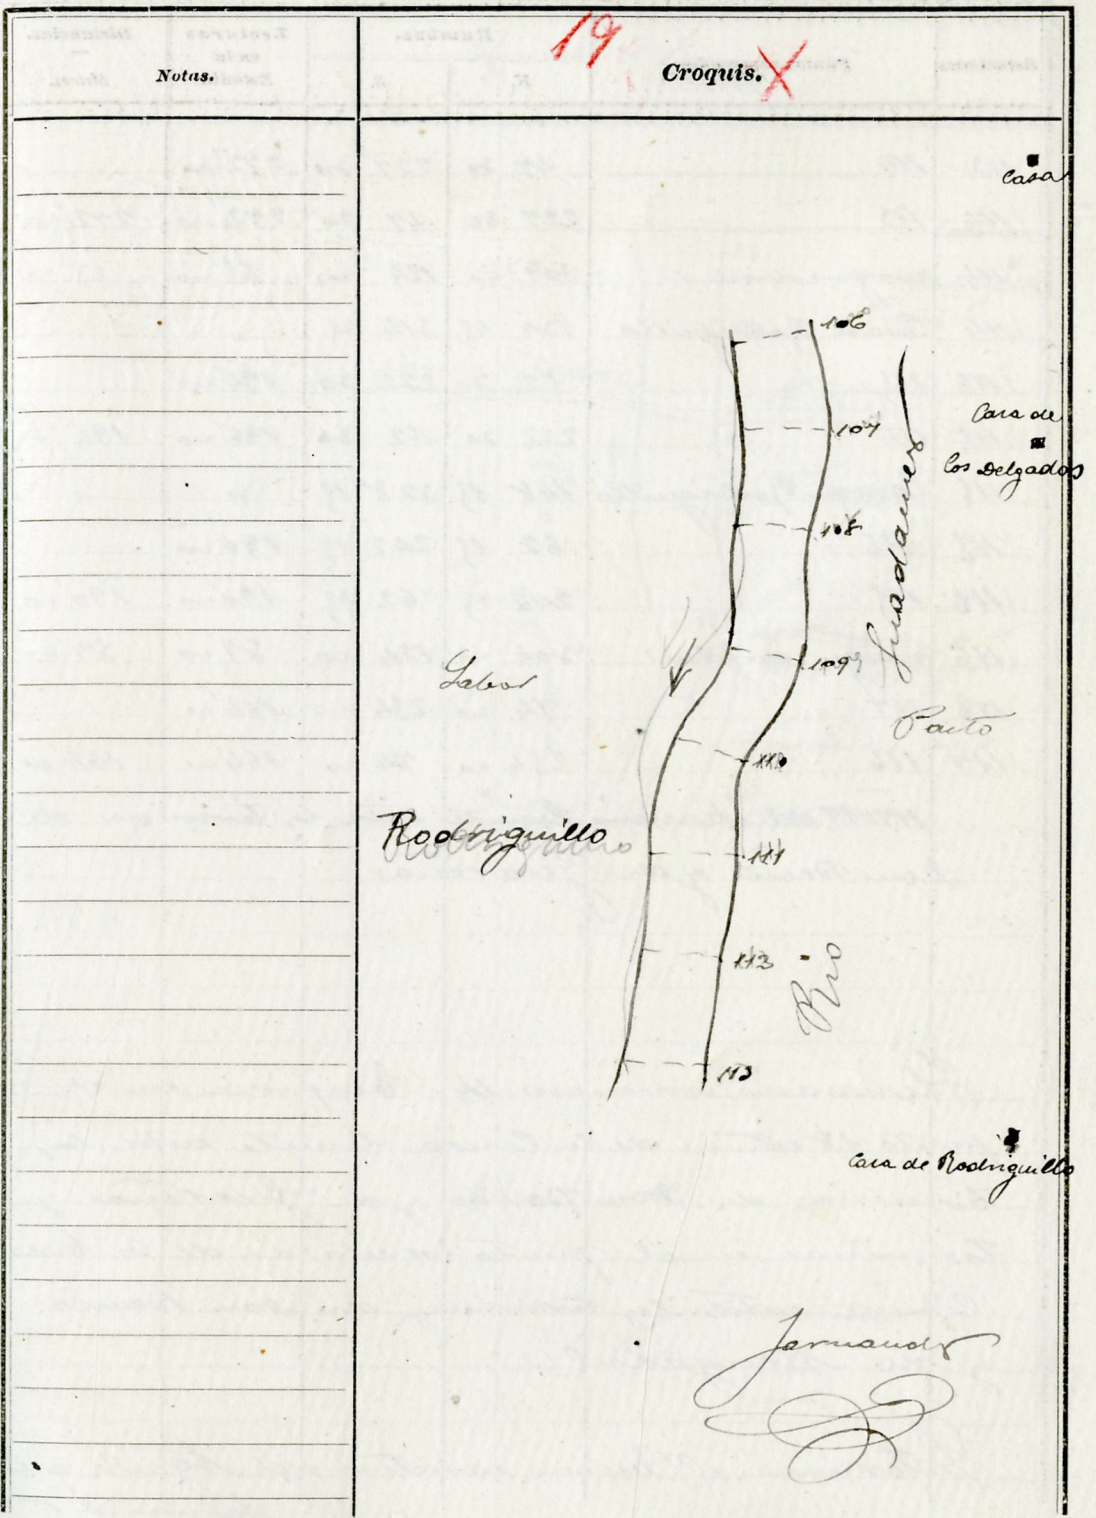 19
Notas.
Croquis. X
Casa
106
Casa de
107
los Delgados
108
Guadamez
109
Labor
Pasto
110
Rodriguillo
111
112
Rio
113
Casa de Rodriguillo